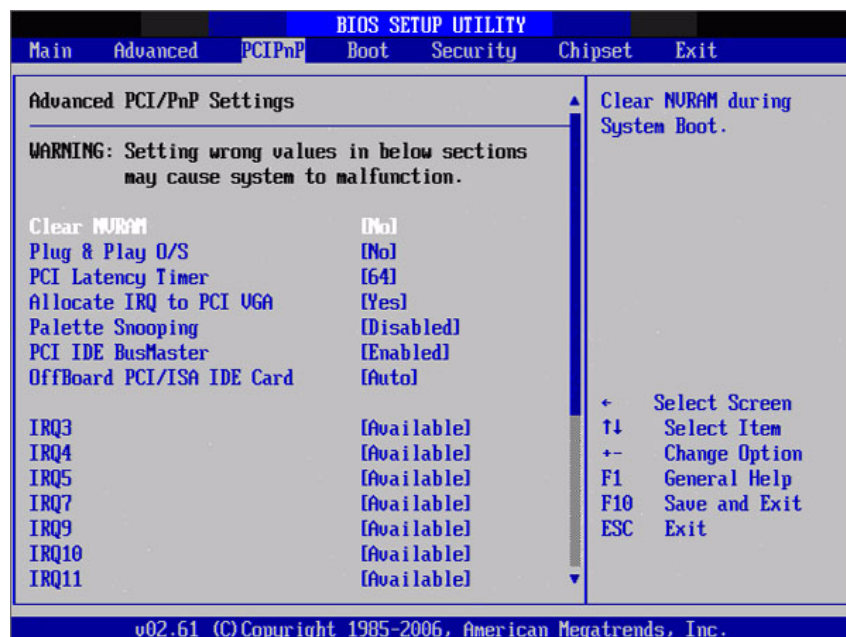 BIOS SETUP UTILITY
Main Advanced PCIPnP Boot Security Chipset Exit
Advanced PCI/PnP Settings
WARNING: Setting wrong values in below sections
may cause system to malfunction.
Clear NVRAM [No]
Plug & Play O/S [No]
PCI Latency Timer [64]
Allocate IRQ to PCI VGA [Yes]
Palette Snooping [Disabled]
PCI IDE BusMaster [Enabled]
OffBoard PCI/ISA IDE Card [Auto]
IRQ3 [Available]
IRQ4 [Available]
IRQ5 [Available]
IRQ7 [Available]
IRQ9 [Available]
IRQ10 [Available]
IRQ11 [Available]
Clear NVRAM during
System Boot.
← Select Screen
↑↓ Select Item
+- Change Option
F1 General Help
F10 Save and Exit
ESC Exit
v02.61 (C)Copyright 1985-2006, American Megatrends, Inc.